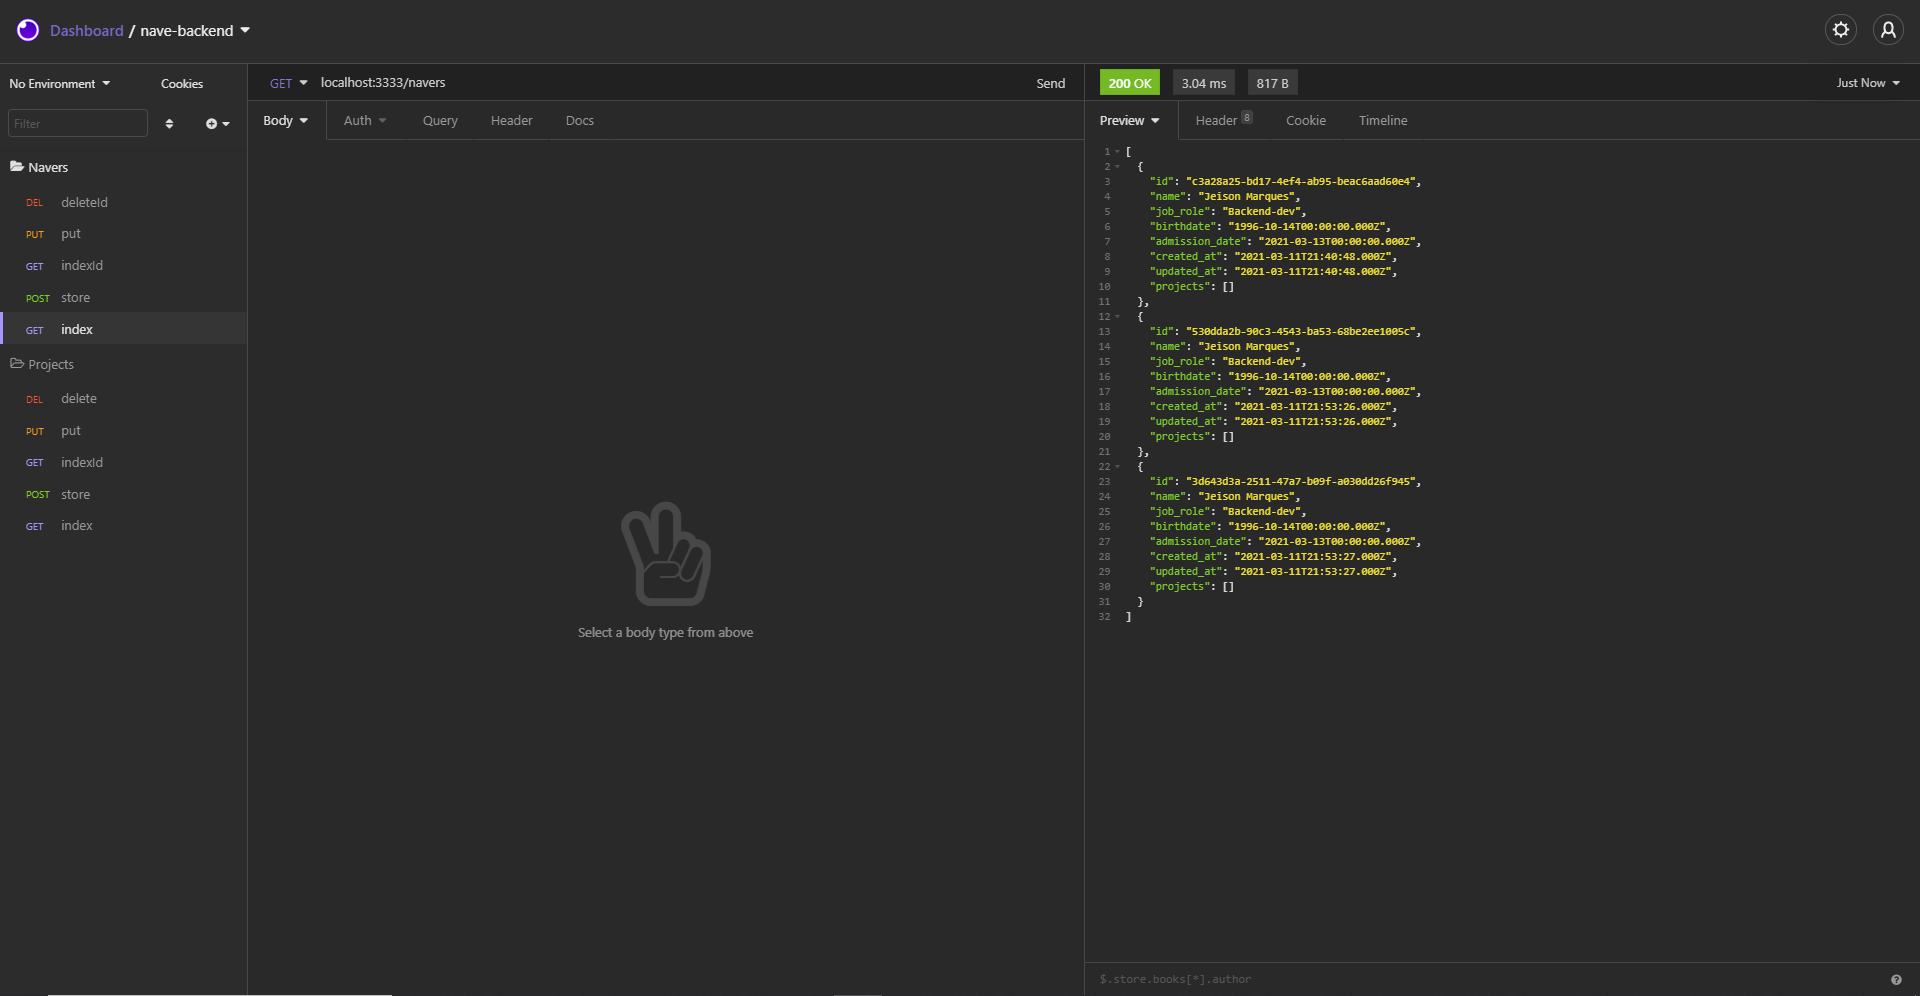 Dashboard / nave-backend
No Environment
Cookies
Filter
Navers
DEL deleteId
PUT put
GET indexId
POST store
GET index
Projects
DEL delete
PUT put
GET indexId
POST store
GET index
GET localhost:3333/navers
Send
Body
Auth
Query
Header
Docs
Select a body type from above
200 OK
3.04 ms
817 B
Just Now
Preview
Header 8
Cookie
Timeline
1 [
2 {
3 "id": "c3a28a25-bd17-4ef4-ab95-beac6aad60e4",
4 "name": "Jeison Marques",
5 "job_role": "Backend-dev",
6 "birthdate": "1996-10-14T00:00:00.000Z",
7 "admission_date": "2021-03-13T00:00:00.000Z",
8 "created_at": "2021-03-11T21:40:48.000Z",
9 "updated_at": "2021-03-11T21:40:48.000Z",
10 "projects": []
11 },
12 {
13 "id": "530dda2b-90c3-4543-ba53-68be2ee1005c",
14 "name": "Jeison Marques",
15 "job_role": "Backend-dev",
16 "birthdate": "1996-10-14T00:00:00.000Z",
17 "admission_date": "2021-03-13T00:00:00.000Z",
18 "created_at": "2021-03-11T21:53:26.000Z",
19 "updated_at": "2021-03-11T21:53:26.000Z",
20 "projects": []
21 },
22 {
23 "id": "3d643d3a-2511-47a7-b09f-a030dd26f945",
24 "name": "Jeison Marques",
25 "job_role": "Backend-dev",
26 "birthdate": "1996-10-14T00:00:00.000Z",
27 "admission_date": "2021-03-13T00:00:00.000Z",
28 "created_at": "2021-03-11T21:53:27.000Z",
29 "updated_at": "2021-03-11T21:53:27.000Z",
30 "projects": []
31 }
32 ]
$.store.books[*].author